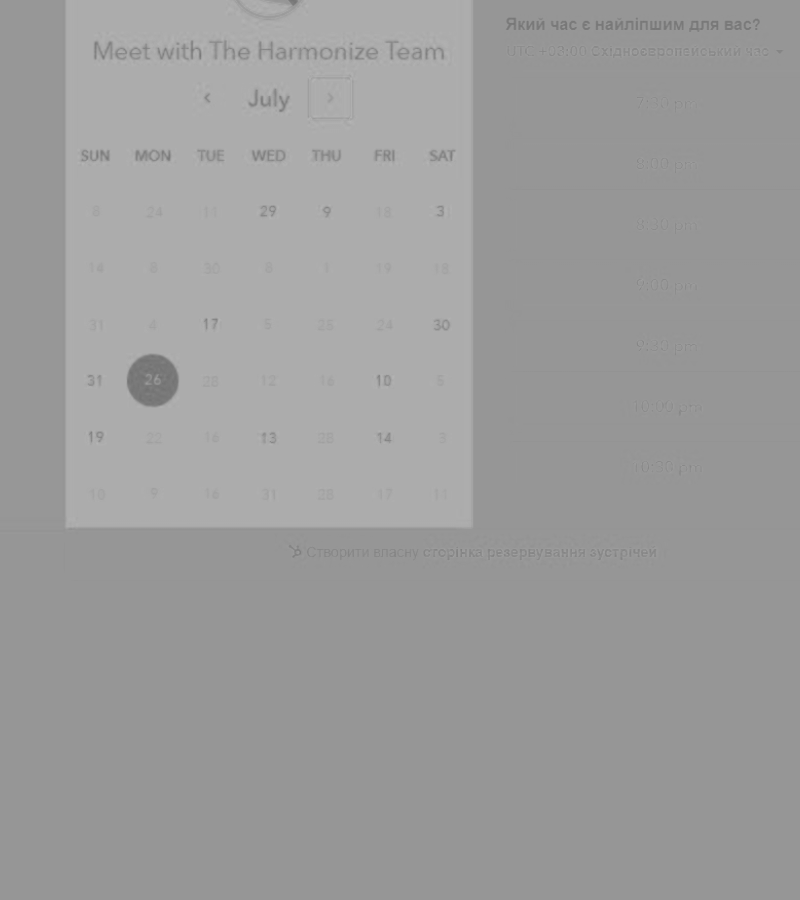 Meet with The Harmonize Team
‹ July ›
SUN MON TUE WED THU FRI SAT
8 24 11 29 9 18 3
14 8 30 8 1 19 18
31 4 17 5 25 24 30
31 26 28 12 16 10 5
19 22 16 13 28 14 3
10 9 16 31 28 17 11
Який час є найліпшим для вас?
UTC +03:00 Східноєвропейський час
7:30 pm
8:00 pm
8:30 pm
9:00 pm
9:30 pm
10:00 pm
10:30 pm
Створити власну сторінка резервування аустрічей